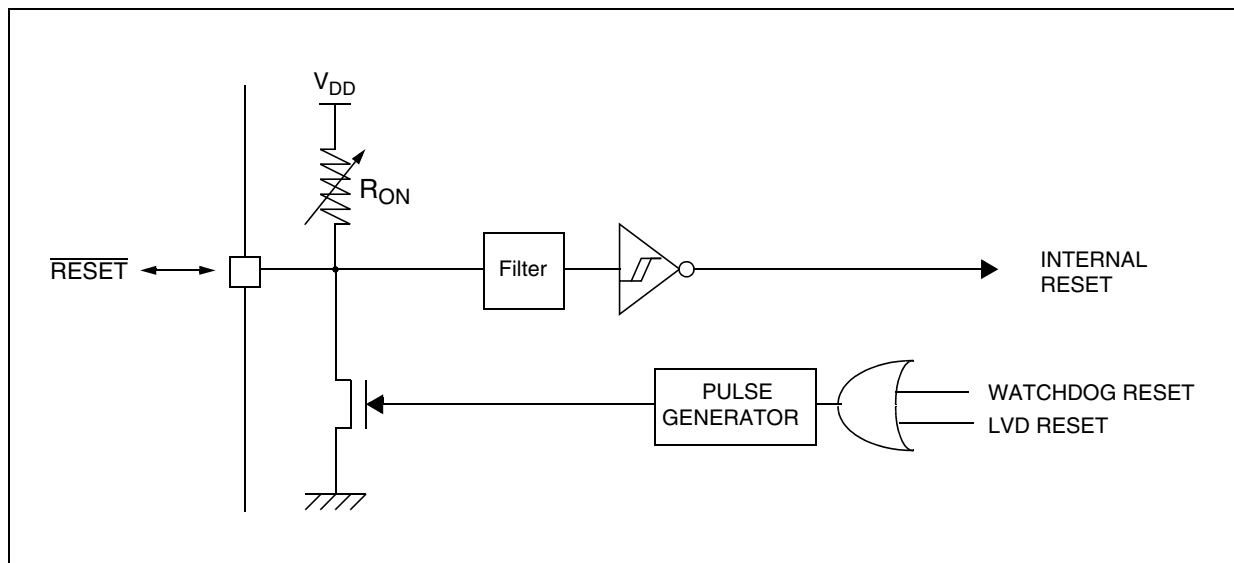 VDD
RON
RESET
Filter
INTERNAL
RESET
PULSE
GENERATOR
WATCHDOG RESET
LVD RESET